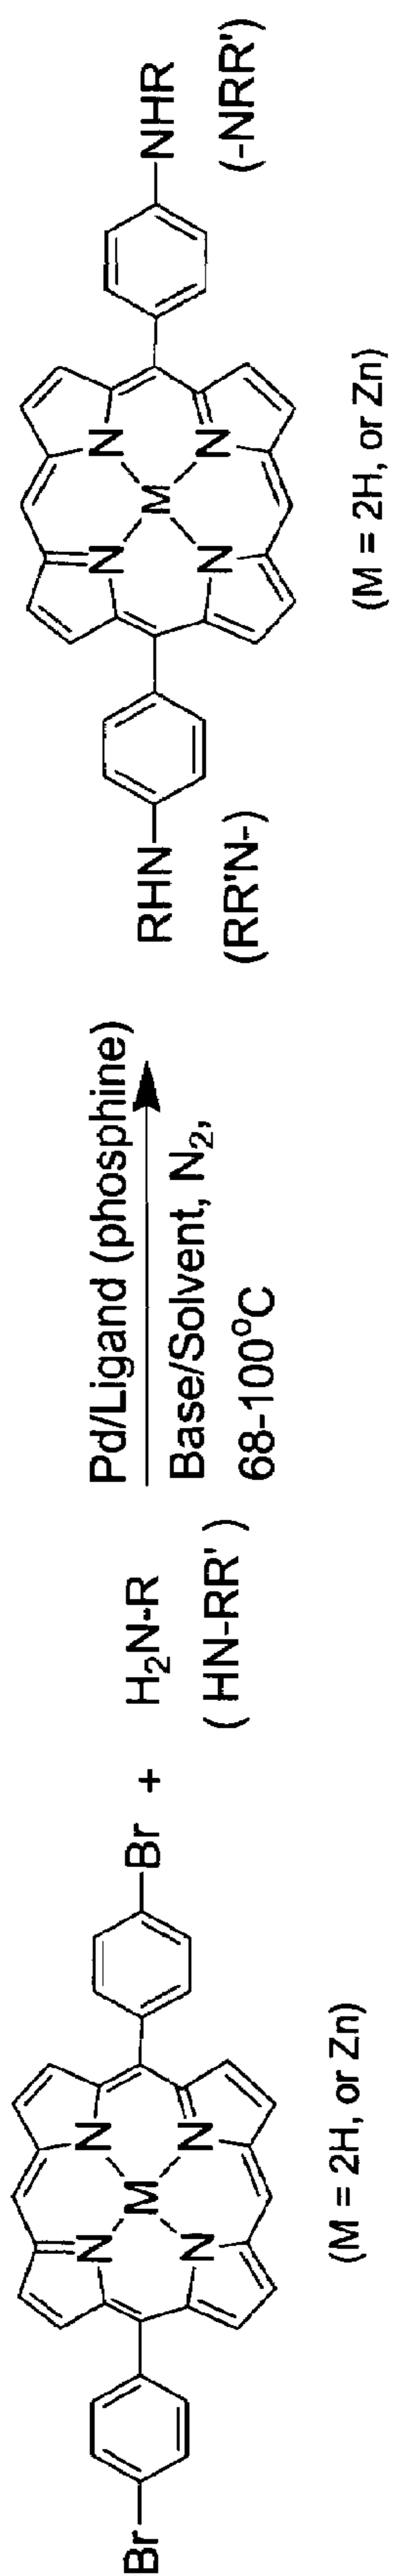 Br
N
N
M
N
N
Br
(M = 2H, or Zn)
+
H₂N-R
( HN-RR' )
Pd/Ligand (phosphine)
Base/Solvent, N₂,
68-100°C
RHN
(RR'N-)
N
N
M
N
N
NHR
(-NRR')
(M = 2H, or Zn)